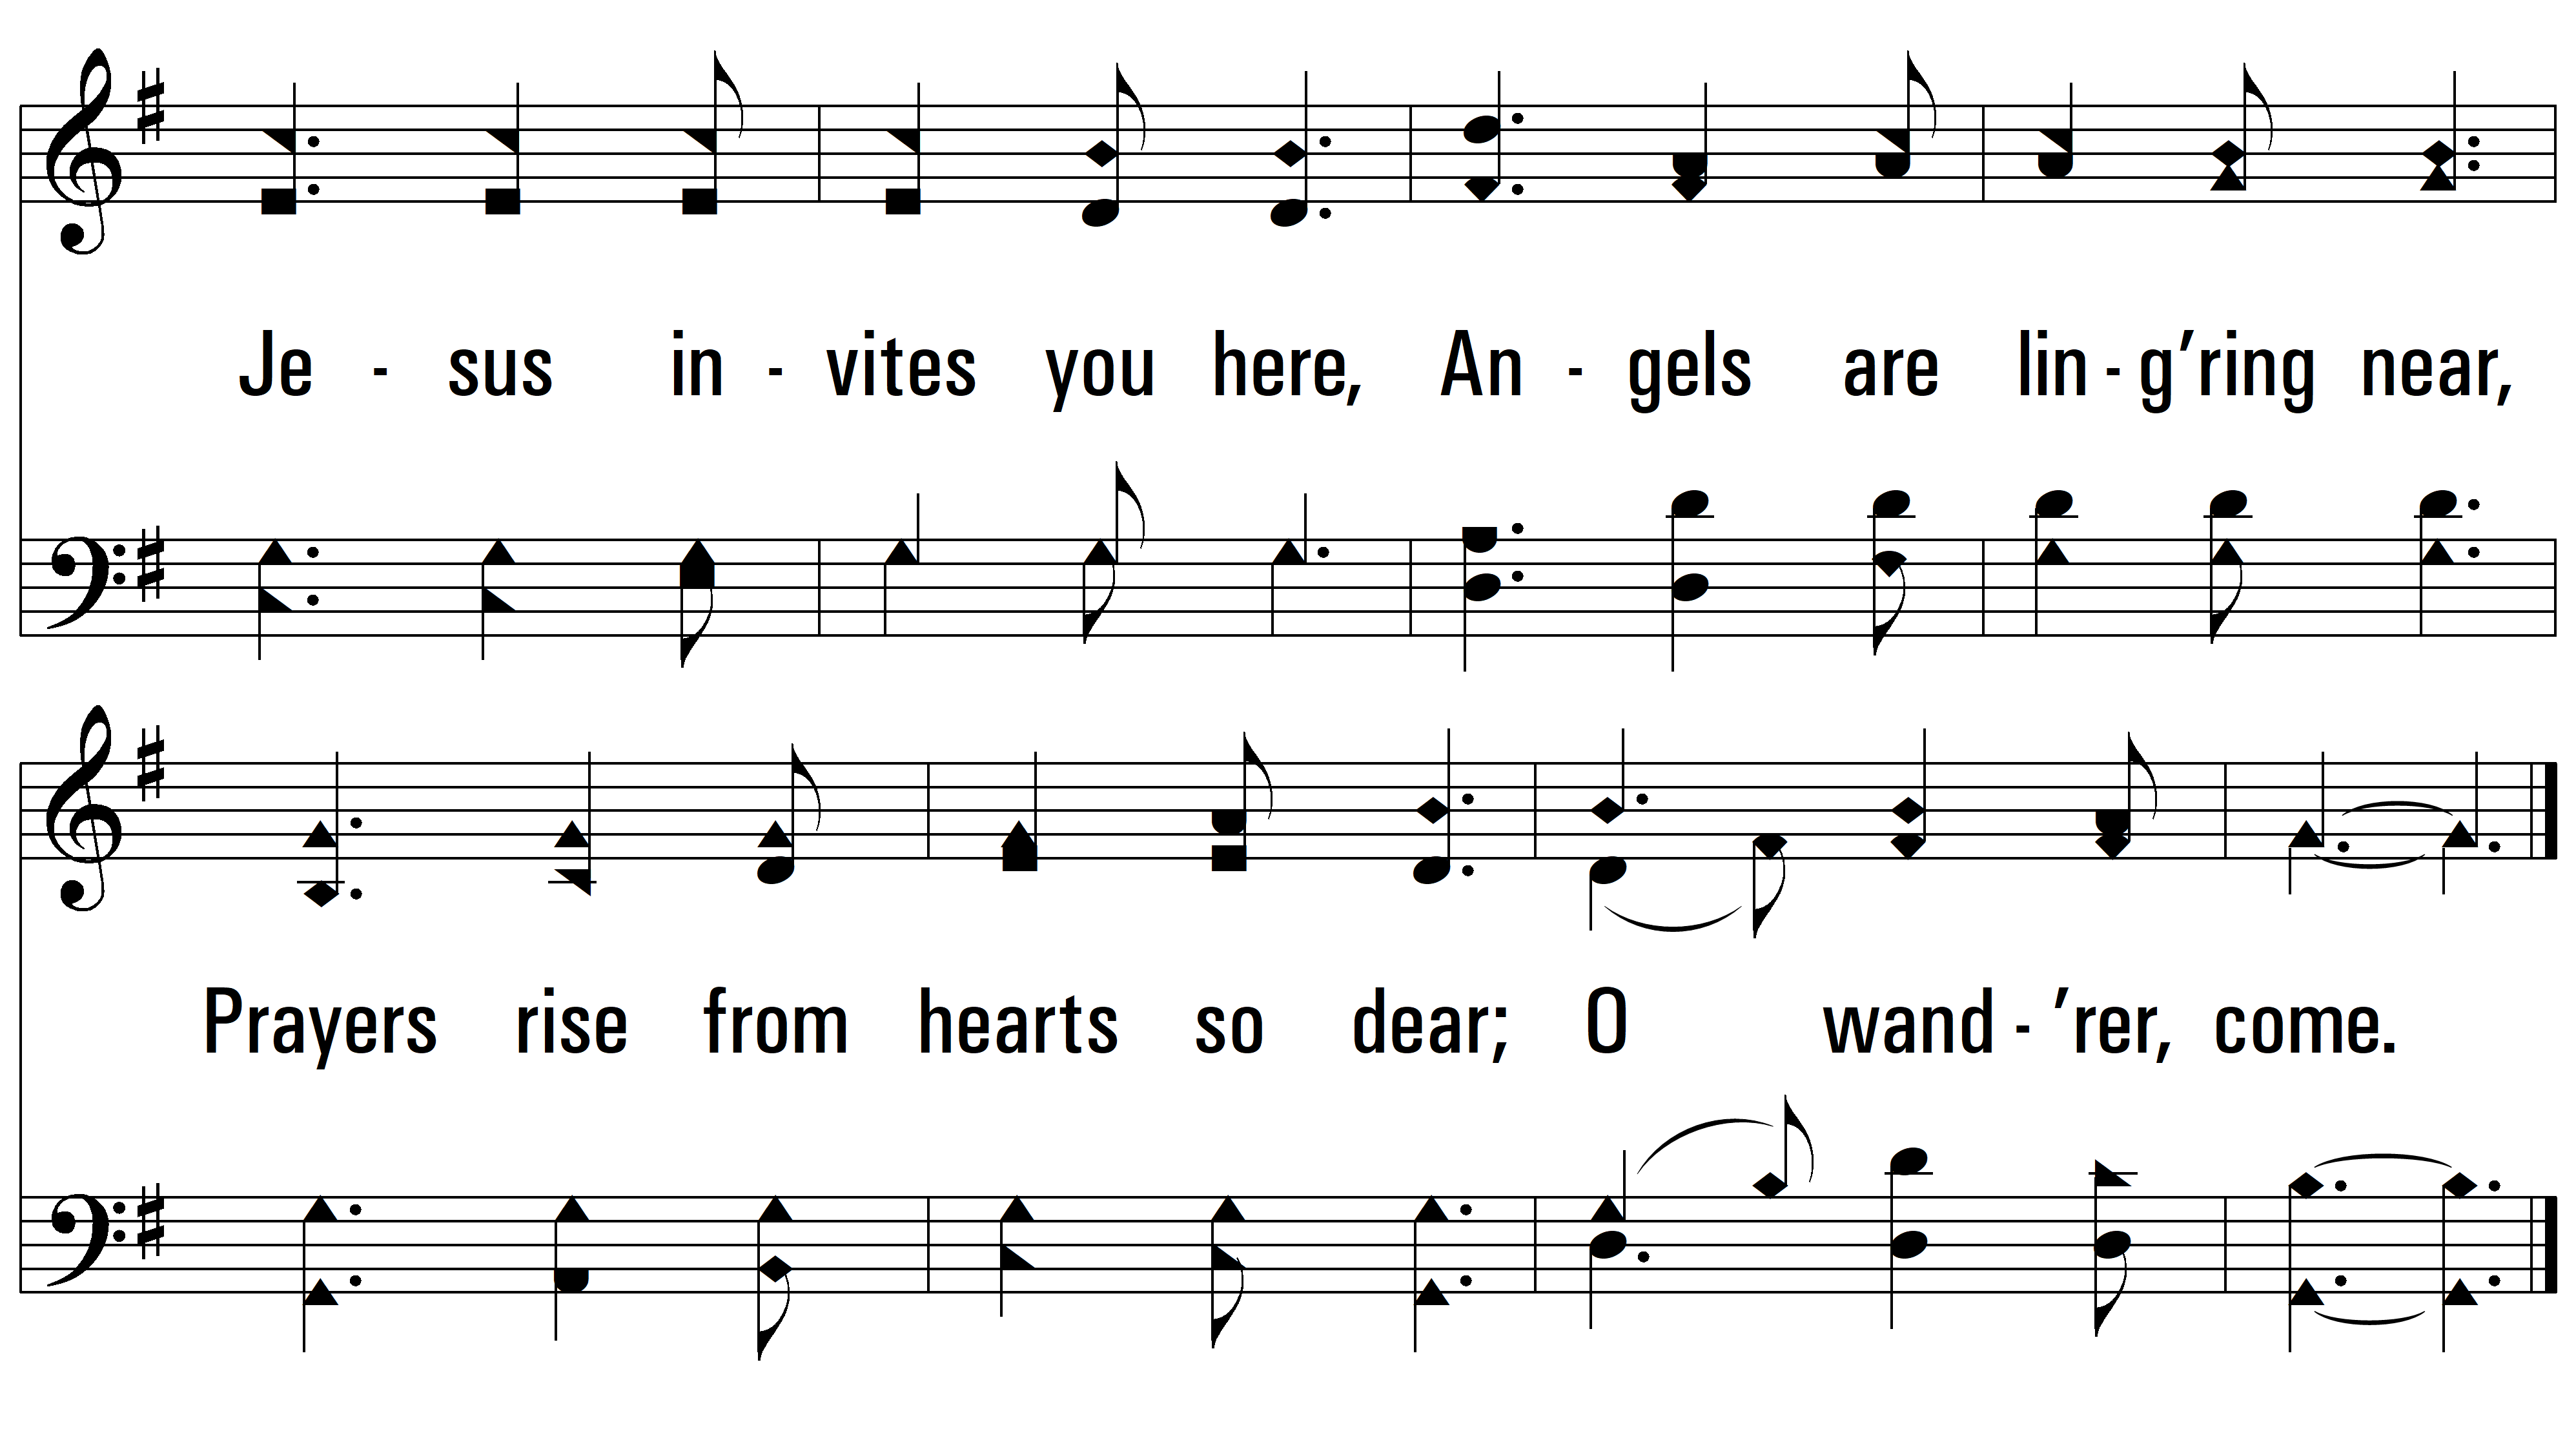 Je - sus in - vites you here, An - gels are lin - g’ring near,
Prayers rise from hearts so dear; O wand - ’rer, come.